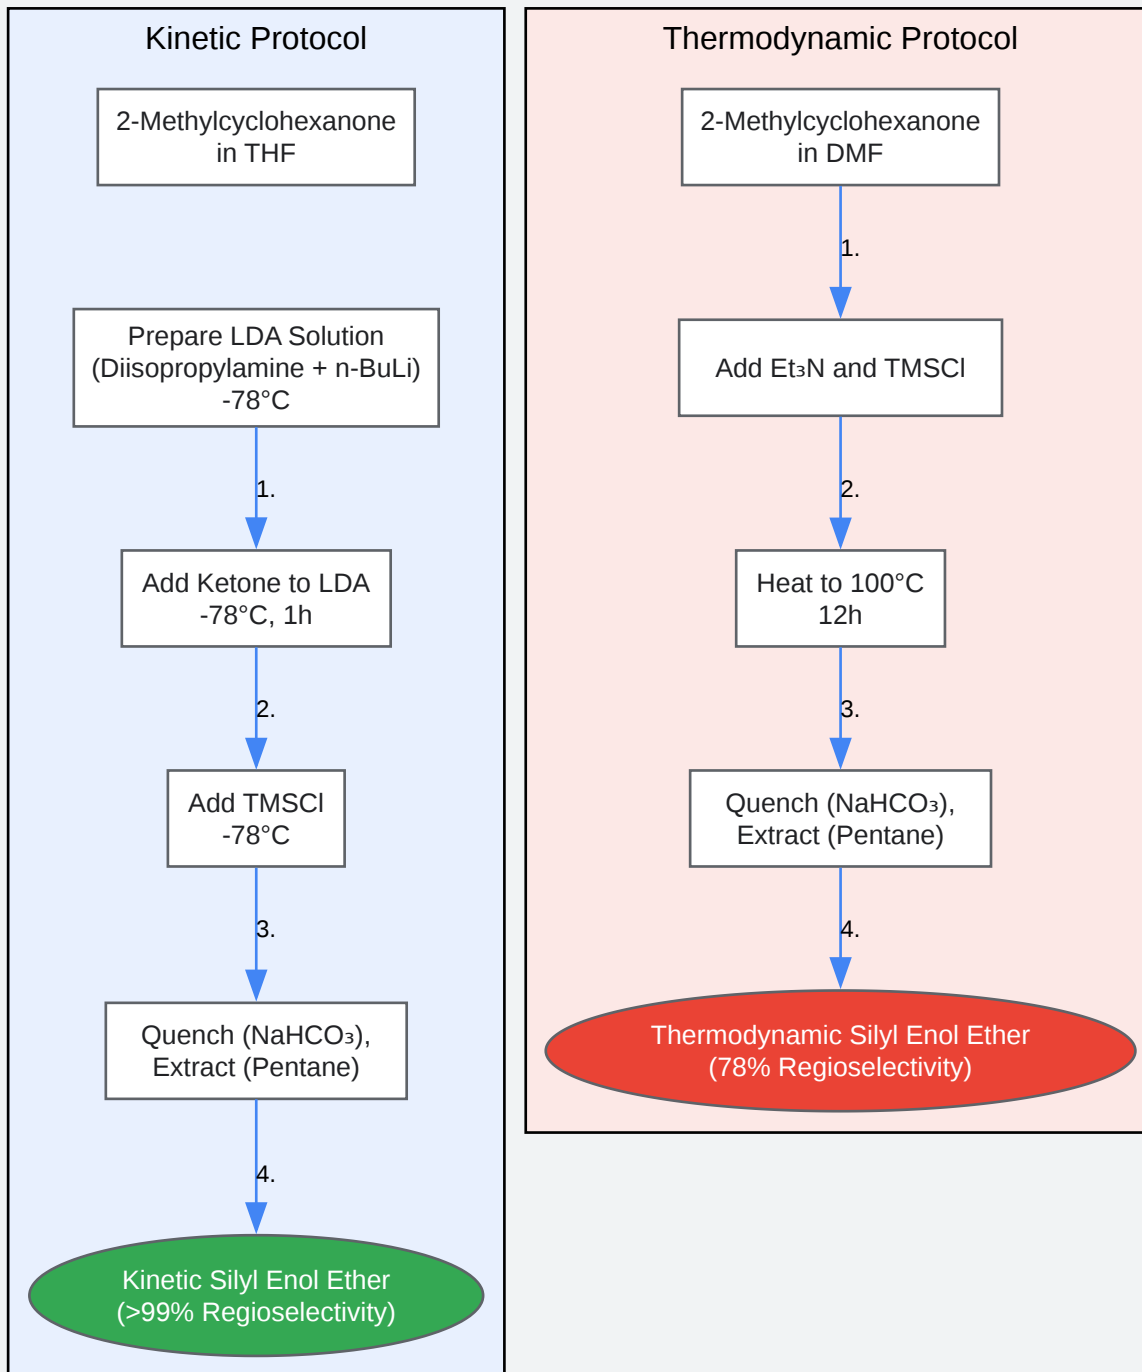 Kinetic Protocol
2-Methylcyclohexanone
in THF
Prepare LDA Solution
(Diisopropylamine + n-BuLi)
-78°C
1.
Add Ketone to LDA
-78°C, 1h
2.
Add TMSCl
-78°C
3.
Quench (NaHCO₃),
Extract (Pentane)
4.
Kinetic Silyl Enol Ether
(>99% Regioselectivity)
Thermodynamic Protocol
2-Methylcyclohexanone
in DMF
1.
Add Et₃N and TMSCl
2.
Heat to 100°C
12h
3.
Quench (NaHCO₃),
Extract (Pentane)
4.
Thermodynamic Silyl Enol Ether
(78% Regioselectivity)